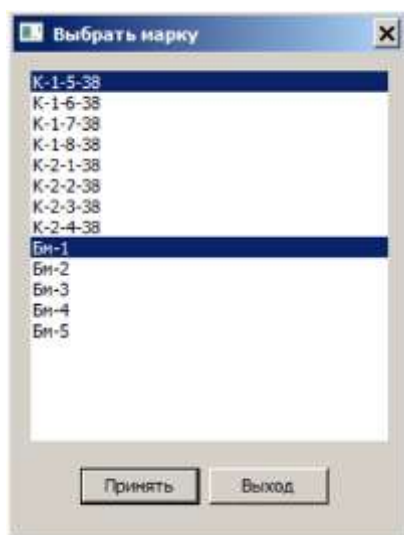 Выбрать марку
К-1-5-38
К-1-6-38
К-1-7-38
К-1-8-38
К-2-1-38
К-2-2-38
К-2-3-38
К-2-4-38
Бм-1
Бм-2
Бм-3
Бм-4
Бм-5
Принять Выход